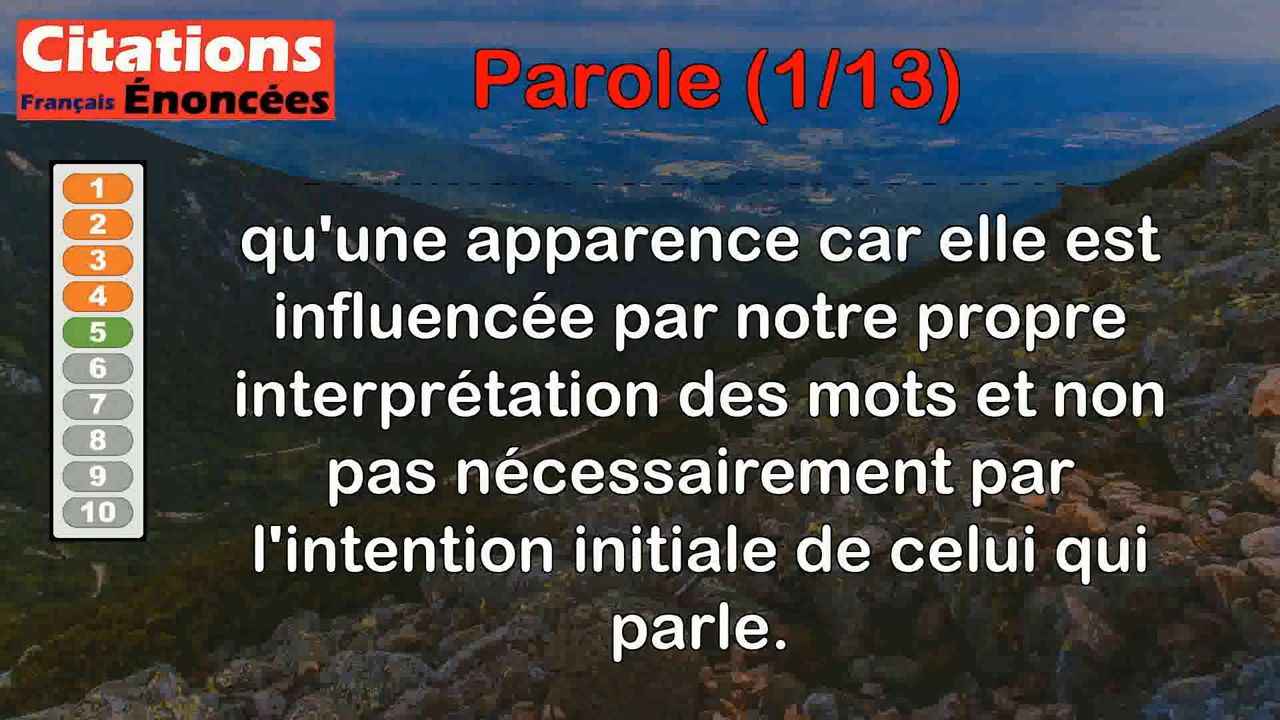 Citations
Français Énoncées
Parole (1/13)
1
2
3
4
5
6
7
8
9
10
qu'une apparence car elle est
influencée par notre propre
interprétation des mots et non
pas nécessairement par
l'intention initiale de celui qui
parle.